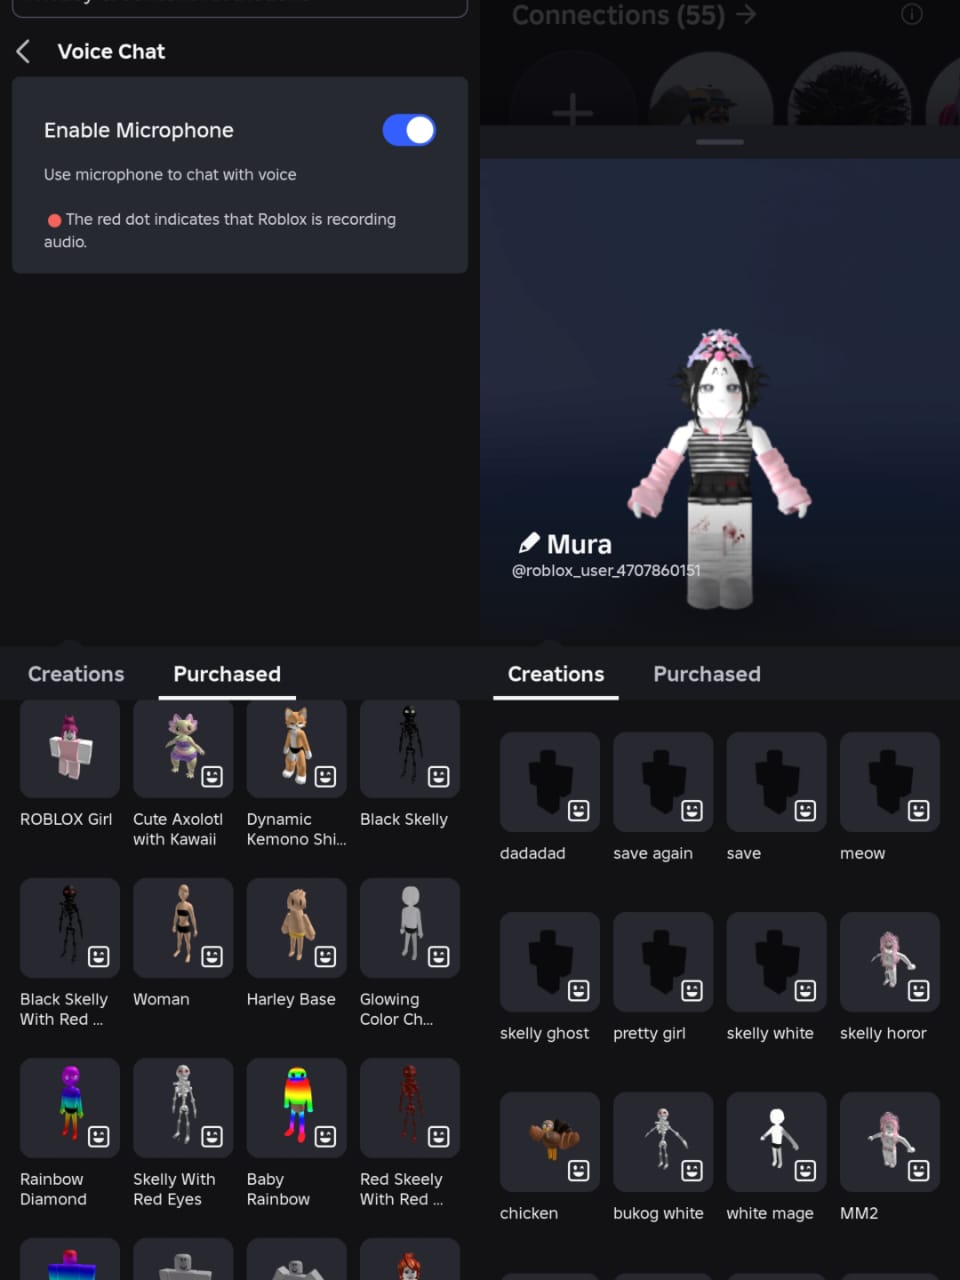 Voice Chat
Enable Microphone
Use microphone to chat with voice
The red dot indicates that Roblox is recording
audio.
Connections (55) →
Mura
@roblox_user_4707860151
Creations Purchased
ROBLOX Girl
Cute Axolotl
with Kawaii
Dynamic
Kemono Shi...
Black Skelly
Black Skelly
With Red ...
Woman
Harley Base
Glowing
Color Ch...
Rainbow
Diamond
Skelly With
Red Eyes
Baby
Rainbow
Red Skeely
With Red ...
Creations Purchased
dadadad
save again
save
meow
skelly ghost
pretty girl
skelly white
skelly horor
chicken
bukog white
white mage
MM2